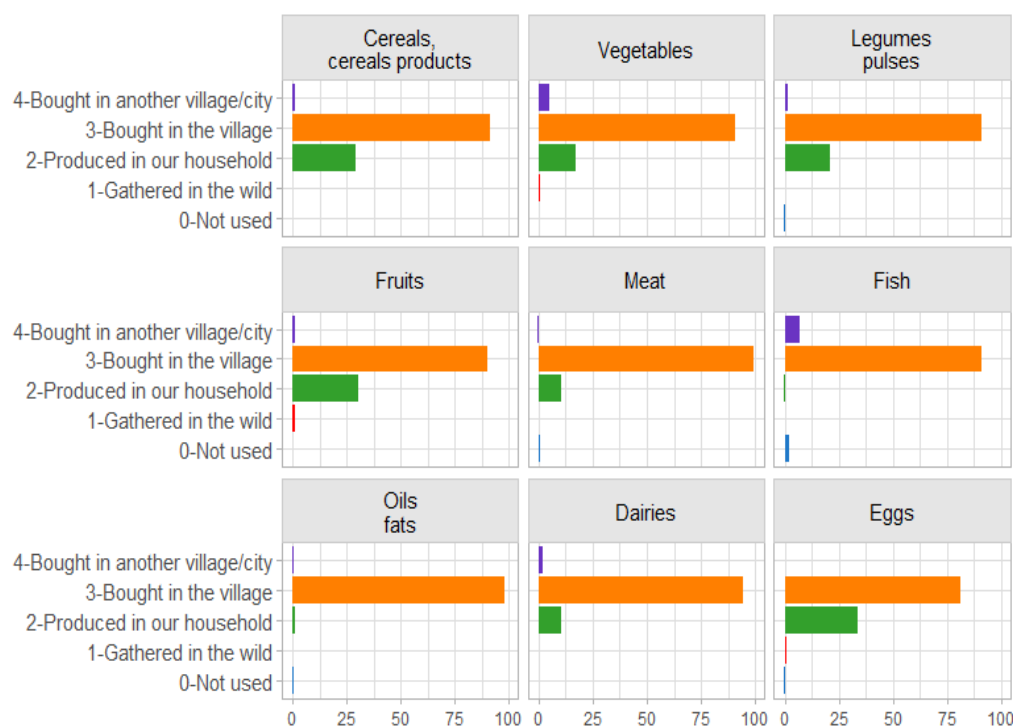 Cereals,
cereals products
Vegetables
Legumes
pulses
4-Bought in another village/city
3-Bought in the village
2-Produced in our household
1-Gathered in the wild
0-Not used
Fruits
Meat
Fish
4-Bought in another village/city
3-Bought in the village
2-Produced in our household
1-Gathered in the wild
0-Not used
Oils
fats
Dairies
Eggs
4-Bought in another village/city
3-Bought in the village
2-Produced in our household
1-Gathered in the wild
0-Not used
0 25 50 75 100 0 25 50 75 100 0 25 50 75 100